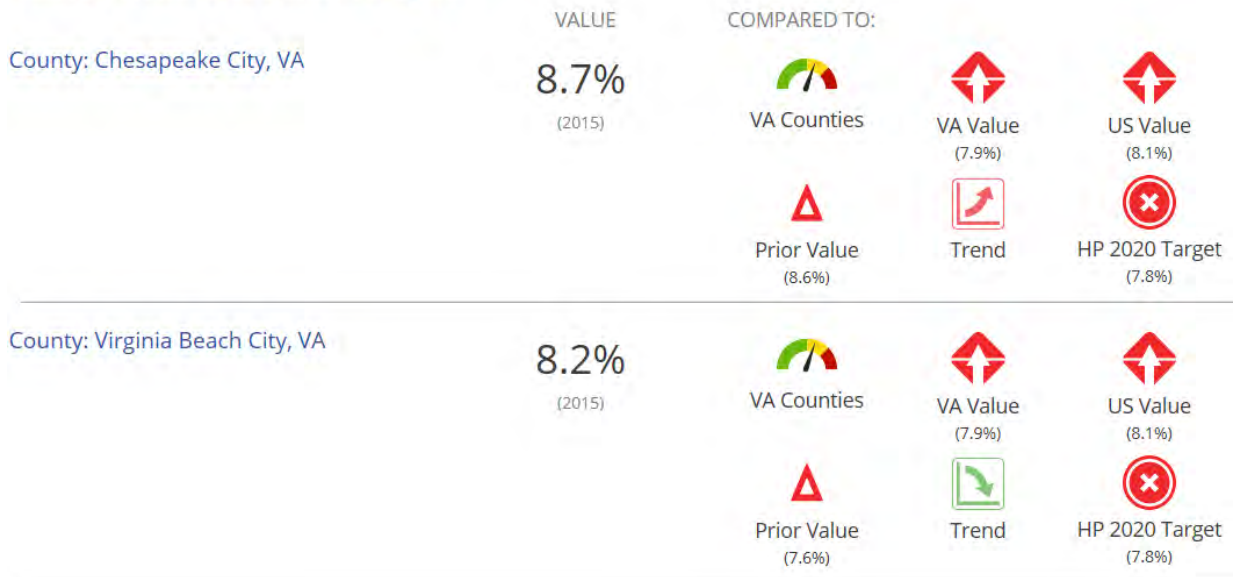 VALUE COMPARED TO:
County: Chesapeake City, VA
8.7%
(2015)
VA Counties
VA Value
(7.9%)
US Value
(8.1%)
Prior Value
(8.6%)
Trend
HP 2020 Target
(7.8%)
County: Virginia Beach City, VA
8.2%
(2015)
VA Counties
VA Value
(7.9%)
US Value
(8.1%)
Prior Value
(7.6%)
Trend
HP 2020 Target
(7.8%)